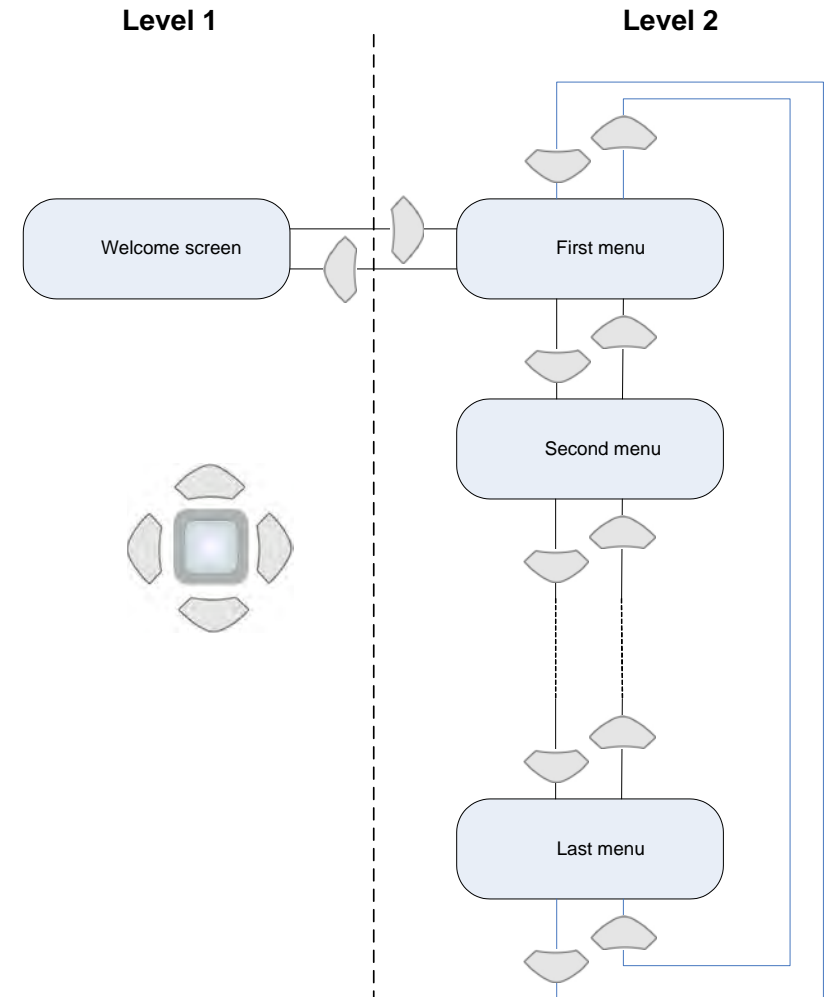 Level 1
Level 2
Welcome screen
First menu
Second menu
Last menu